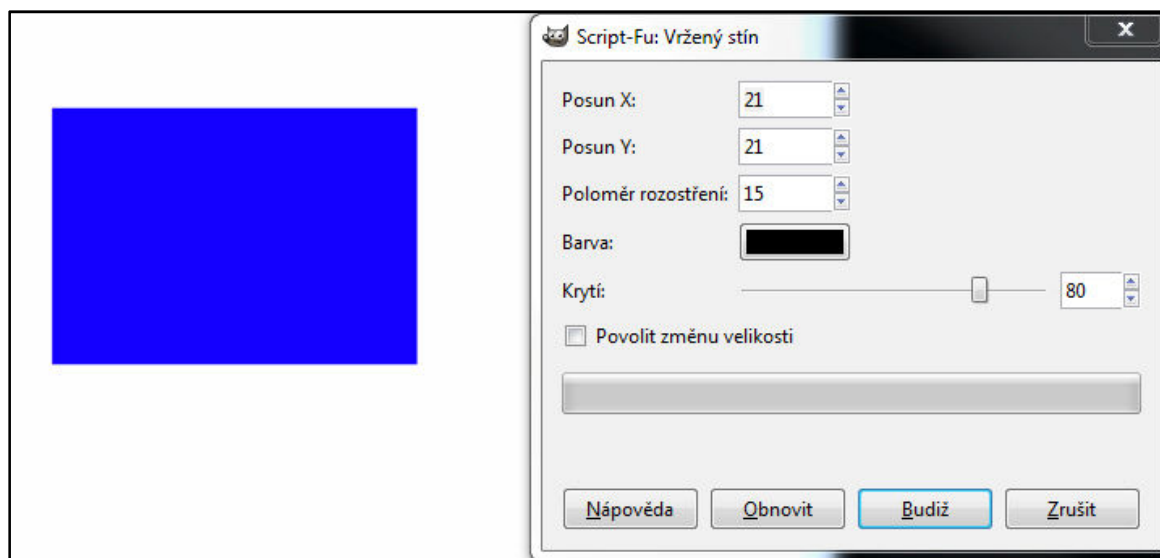 Script-Fu: Vržený stín
x
Posun X: 21
Posun Y: 21
Poloměr rozostření: 15
Barva:
Krytí: 80
Povolit změnu velikosti
Nápověda Obnovit Budiž Zrušit